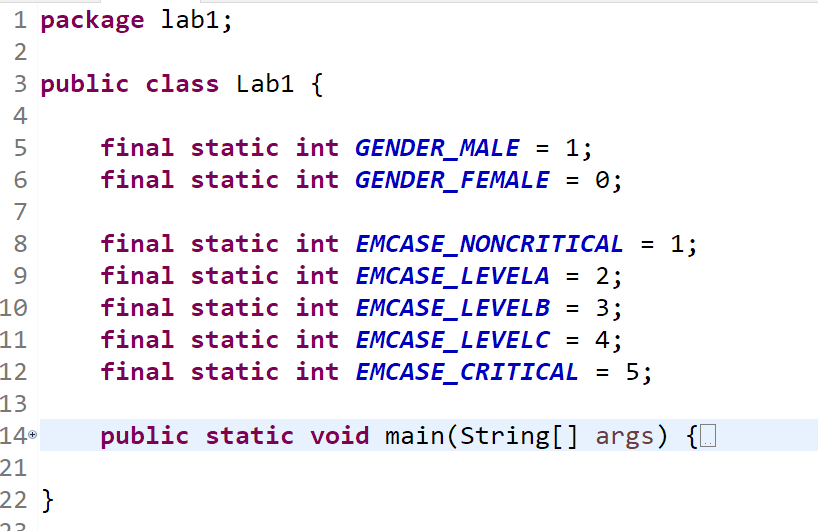 1 package lab1;
2
3 public class Lab1 {
4
5 final static int GENDER_MALE = 1;
6 final static int GENDER_FEMALE = 0;
7
8 final static int EMCASE_NONCRITICAL = 1;
9 final static int EMCASE_LEVELA = 2;
10 final static int EMCASE_LEVELB = 3;
11 final static int EMCASE_LEVELC = 4;
12 final static int EMCASE_CRITICAL = 5;
13
14 public static void main(String[] args) {
21
22 }
23